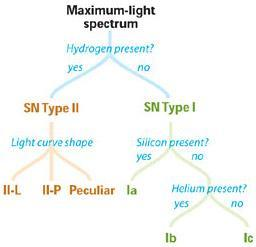 Maximum-light
spectrum
Hydrogen present?
yes no
SN Type II SN Type I
Light curve shape Silicon present?
yes no
II-L II-P Peculiar Ia Helium present?
yes no
Ib Ic